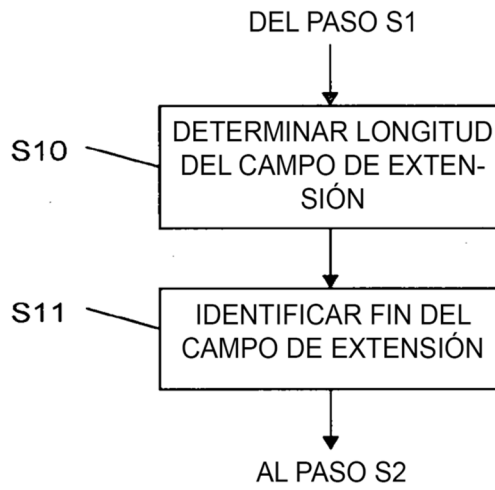 DEL PASO S1
S10
DETERMINAR LONGITUD
DEL CAMPO DE EXTEN-
SIÓN
S11
IDENTIFICAR FIN DEL
CAMPO DE EXTENSIÓN
AL PASO S2